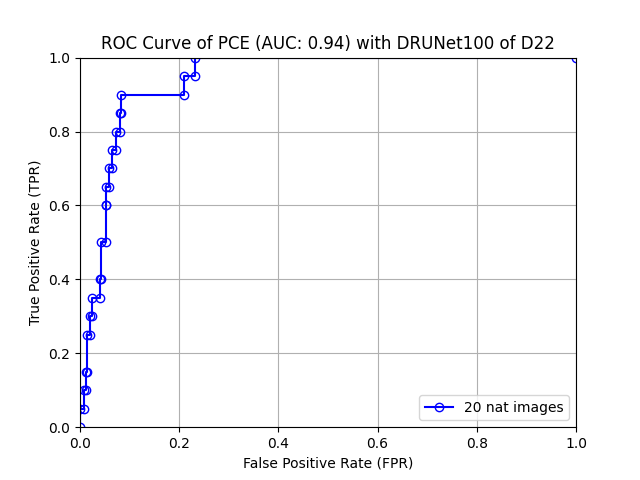 ROC Curve of PCE (AUC: 0.94) with DRUNet100 of D22
True Positive Rate (TPR)
1.0
0.8
0.6
0.4
0.2
0.0
20 nat images
0.0 0.2 0.4 0.6 0.8 1.0
False Positive Rate (FPR)